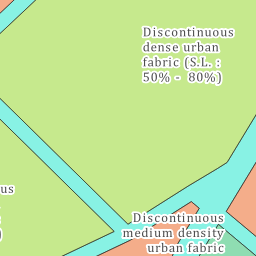 Discontinuous
dense urban
fabric (S.L. :
50% - 80%)
Discontinuous
medium density
urban fabric